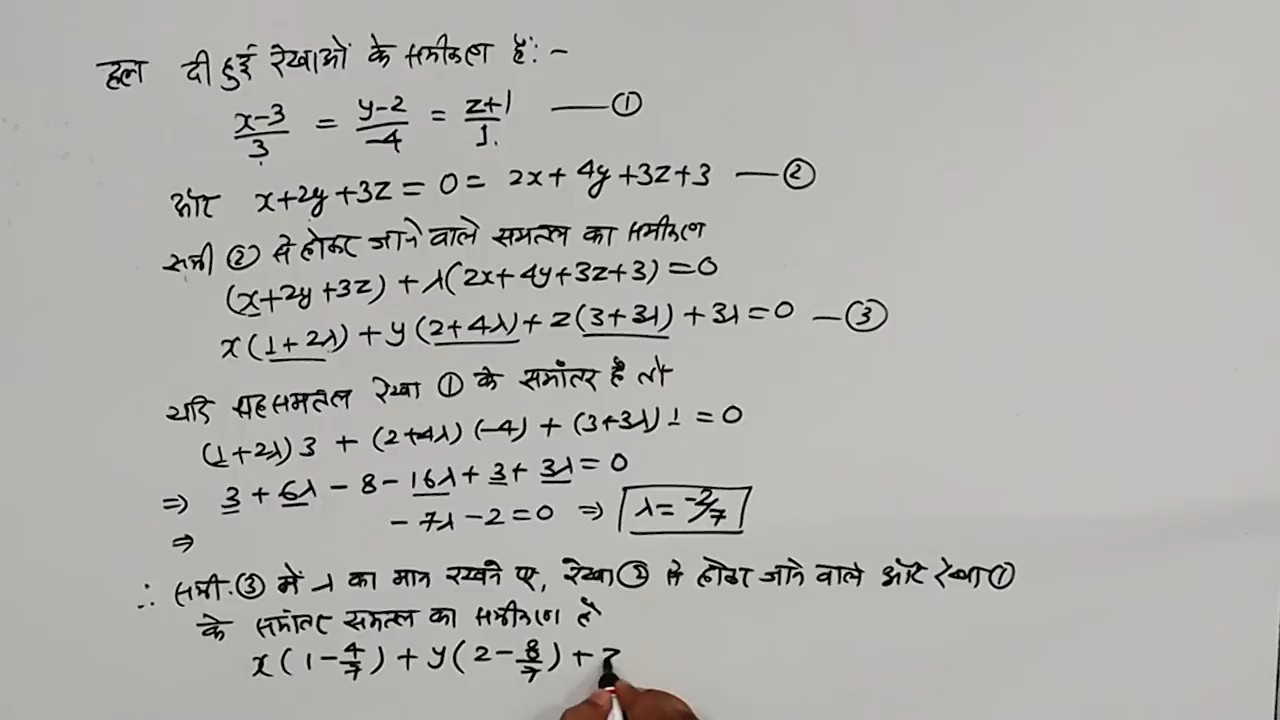 हल दी हुई रेखाओं के समीकरण हैं:-
x-3/3 = y-2/-4 = z+1/1. —①
और x+2y+3z = 0 = 2x+4y+3z+3 —②
समी ② से होकर जाने वाले समतल का समीकरण
(x+2y+3z) + λ(2x+4y+3z+3) = 0
x(1+2λ) + y(2+4λ) + z(3+3λ) + 3λ = 0 —③
यदि यह समतल रेखा ① के समांतर है तो
(1+2λ)3 + (2+4λ)(-4) + (3+3λ)1 = 0
⇒ 3 + 6λ - 8 - 16λ + 3 + 3λ = 0
⇒ -7λ - 2 = 0 ⇒ λ = -2/7
∴ समी. ③ में λ का मान रखने पर, रेखा ② से होकर जाने वाले और रेखा ①
के समांतर समतल का समीकरण है
x(1-4/7) + y(2-8/7) + z